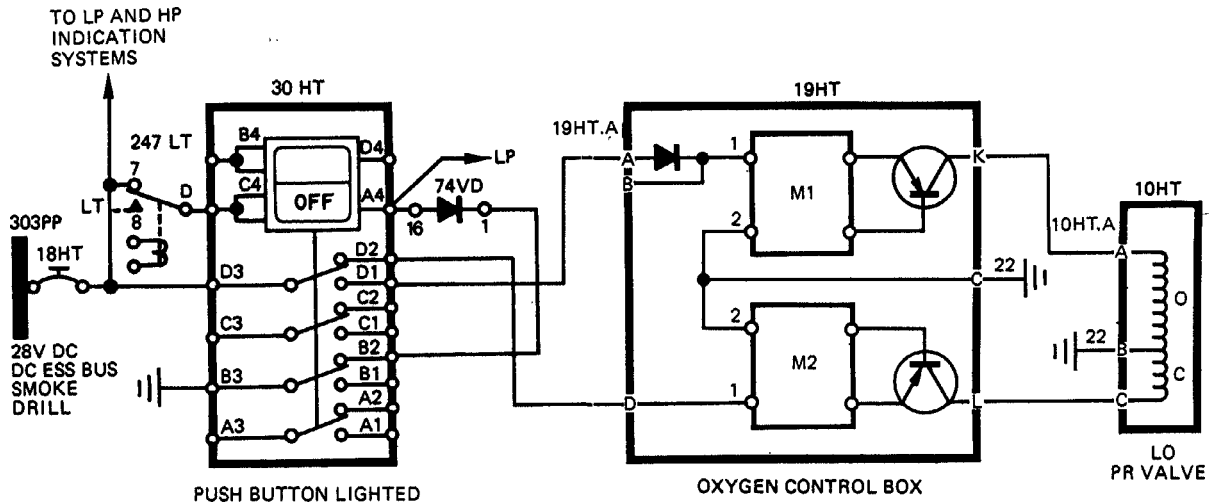 TO LP AND HP
INDICATION
SYSTEMS
30 HT
19HT
247 LT
B4
D4
19HT.A
LP
7
C4
OFF
A4
74VD
A
B
1
M1
K
10HT
D
LT
8
16
1
2
10HT.A
303PP
18HT
D2
D3
D1
C
22
A
C2
O
C3
C1
2
22
B
28V DC
DC ESS BUS
SMOKE
DRILL
B2
B3
B1
M2
C
D
1
L
C
A2
A3
A1
LO
PR VALVE
PUSH BUTTON LIGHTED
OXYGEN CONTROL BOX